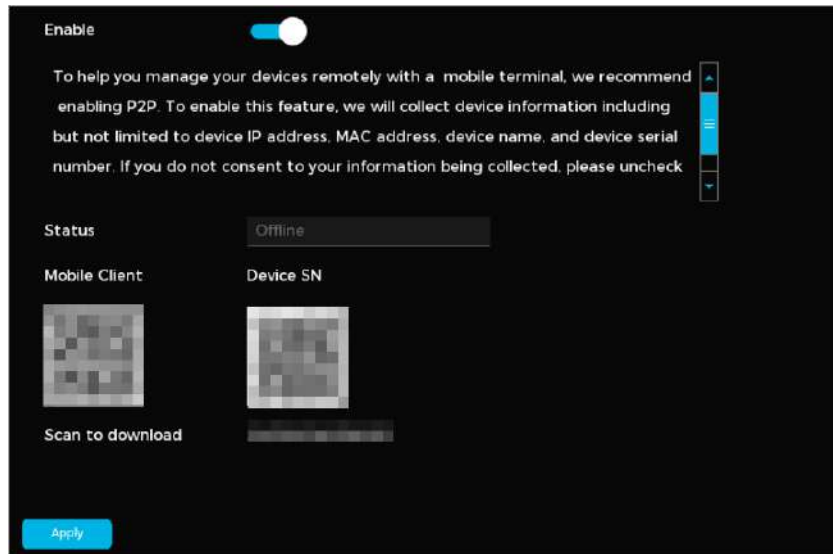 Enable
To help you manage your devices remotely with a mobile terminal, we recommend
enabling P2P. To enable this feature, we will collect device information including
but not limited to device IP address, MAC address, device name, and device serial
number. If you do not consent to your information being collected, please uncheck
Status
Offline
Mobile Client
Device SN
Scan to download
Apply